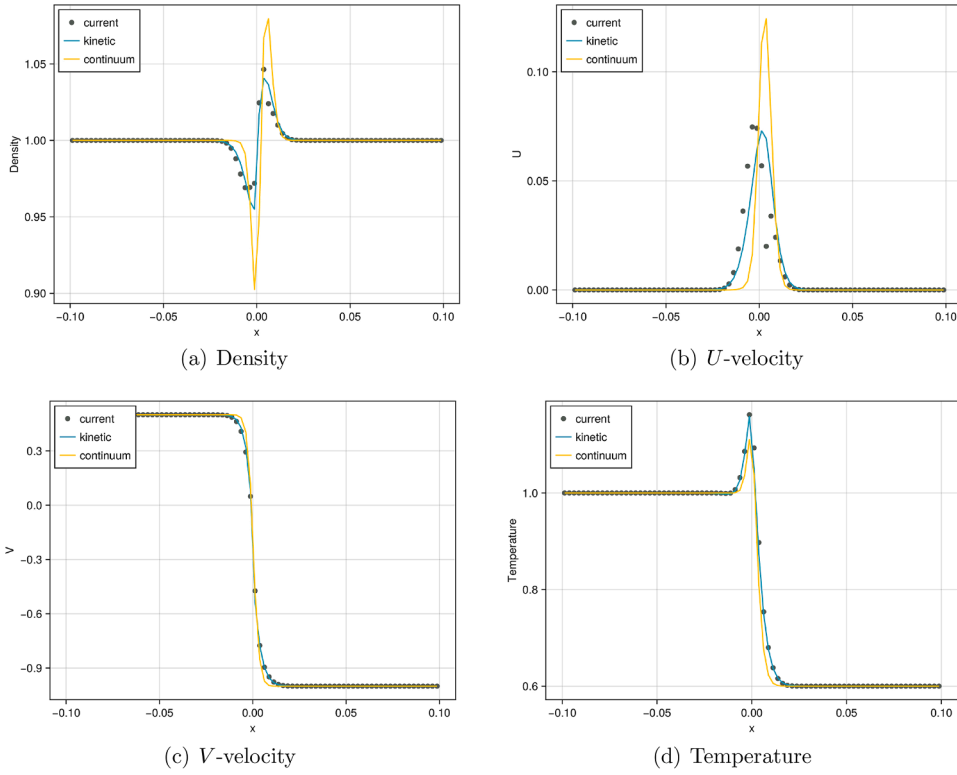 current
kinetic
continuum
1.05
1.00
0.95
0.90
Density
−0.10 −0.05 0.00 0.05 0.10
x
(a) Density
current
kinetic
continuum
0.10
0.05
0.00
U
−0.10 −0.05 0.00 0.05 0.10
x
(b) U-velocity
current
kinetic
continuum
0.3
0.0
−0.3
−0.6
−0.9
V
−0.10 −0.05 0.00 0.05 0.10
x
(c) V-velocity
current
kinetic
continuum
1.0
0.8
0.6
Temperature
−0.10 −0.05 0.00 0.05 0.10
x
(d) Temperature